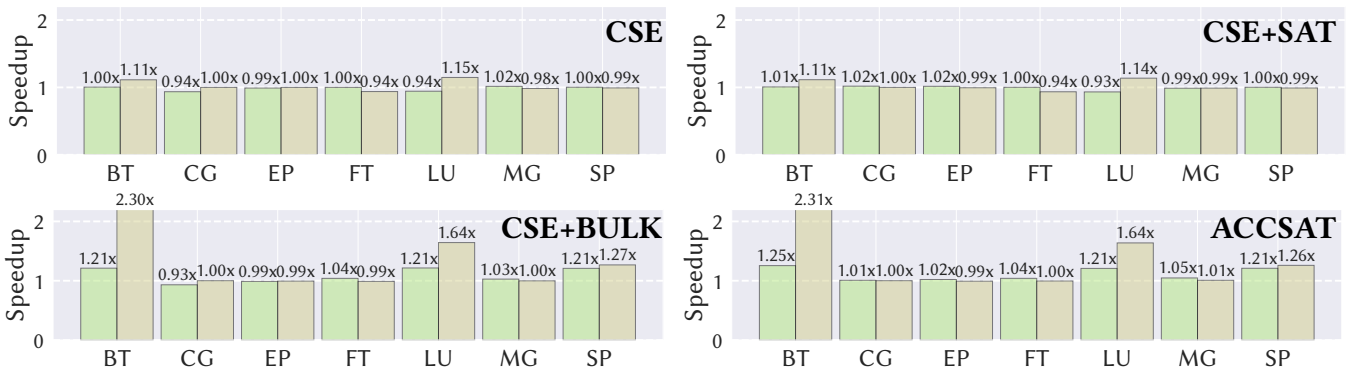 CSE
Speedup
2
1
0
1.00x 1.11x 0.94x 1.00x 0.99x 1.00x 1.00x 0.94x 0.94x 1.15x 1.02x 0.98x 1.00x 0.99x
BT CG EP FT LU MG SP
CSE+SAT
Speedup
2
1
0
1.01x 1.11x 1.02x 1.00x 1.02x 0.99x 1.00x 0.94x 0.93x 1.14x 0.99x 0.99x 1.00x 0.99x
BT CG EP FT LU MG SP
CSE+BULK
Speedup
2
1
0
1.21x 2.30x 0.93x 1.00x 0.99x 0.99x 1.04x 0.99x 1.21x 1.64x 1.03x 1.00x 1.21x 1.27x
BT CG EP FT LU MG SP
ACCSAT
Speedup
2
1
0
1.25x 2.31x 1.01x 1.00x 1.02x 0.99x 1.04x 1.00x 1.21x 1.64x 1.05x 1.01x 1.21x 1.26x
BT CG EP FT LU MG SP